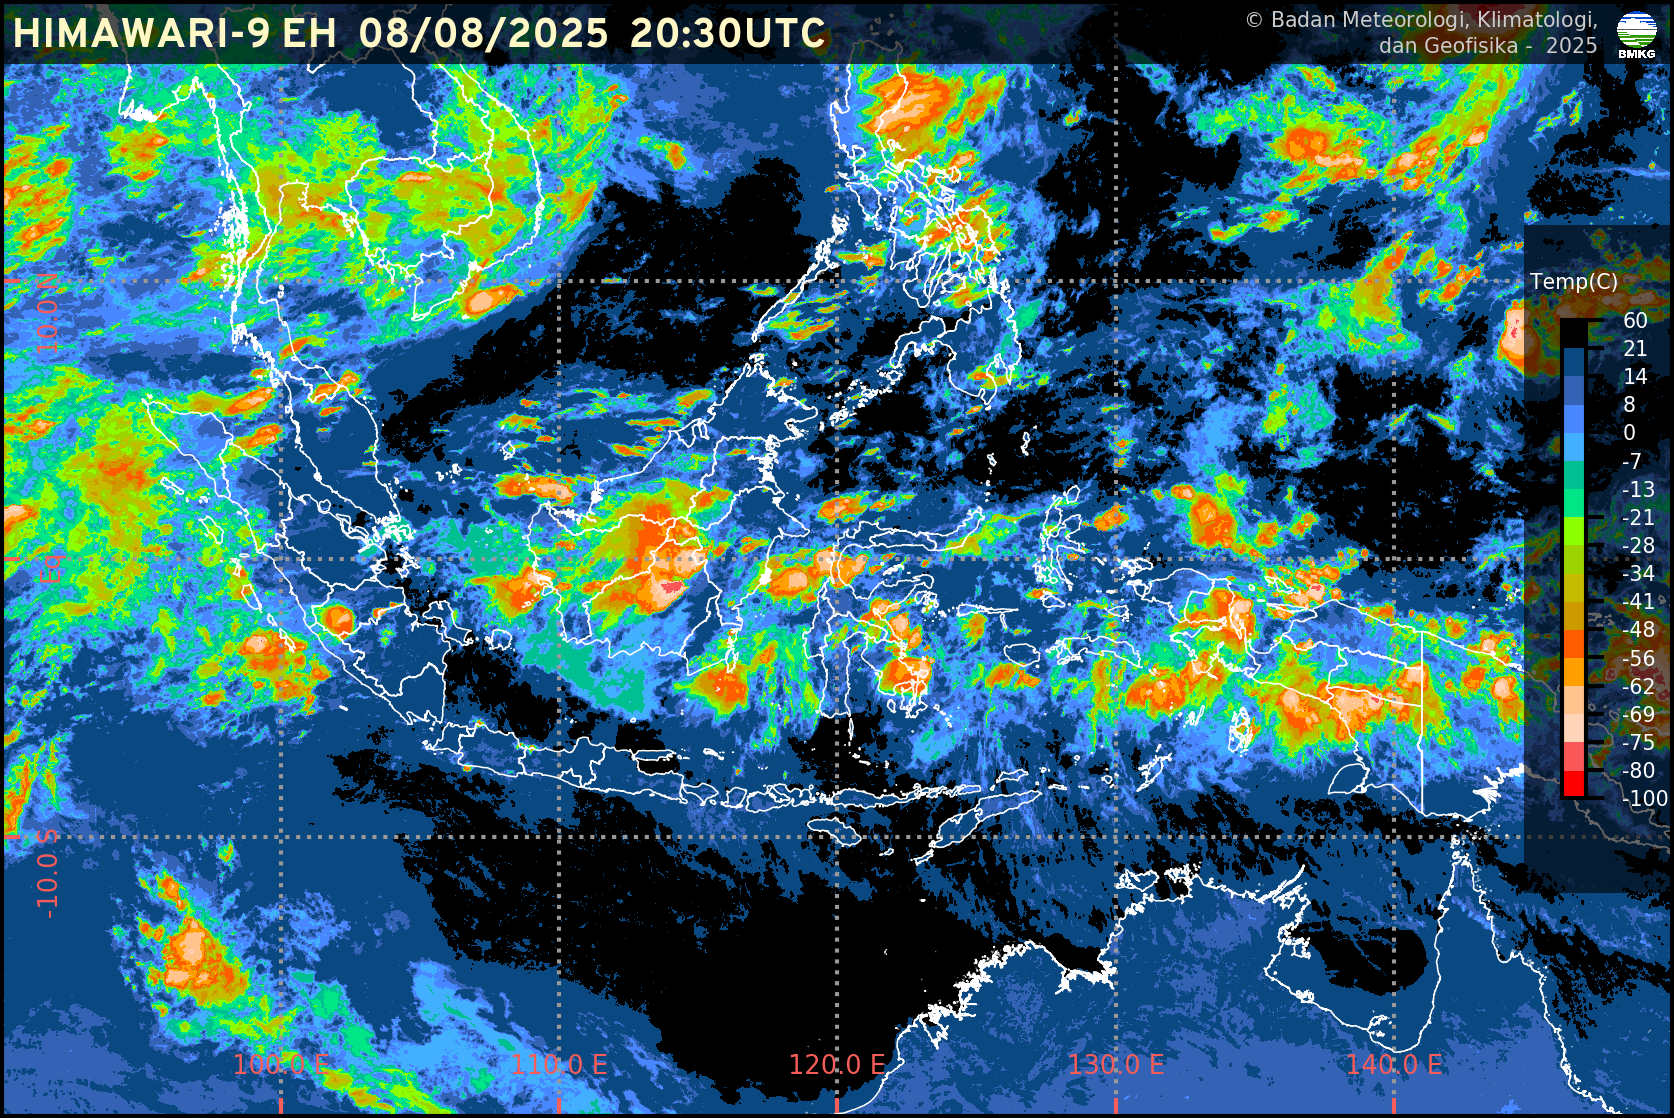 HIMAWARI-9 EH 08/08/2025 20:30UTC
© Badan Meteorologi, Klimatologi,
dan Geofisika - 2025
BMKG
Temp(C)
60
21
14
8
0
-7
-13
-21
-28
-34
-41
-48
-56
-62
-69
-75
-80
-100
10.0 N
Eq
-10.0 S
100.0 E
110.0 E
120.0 E
130.0 E
140.0 E